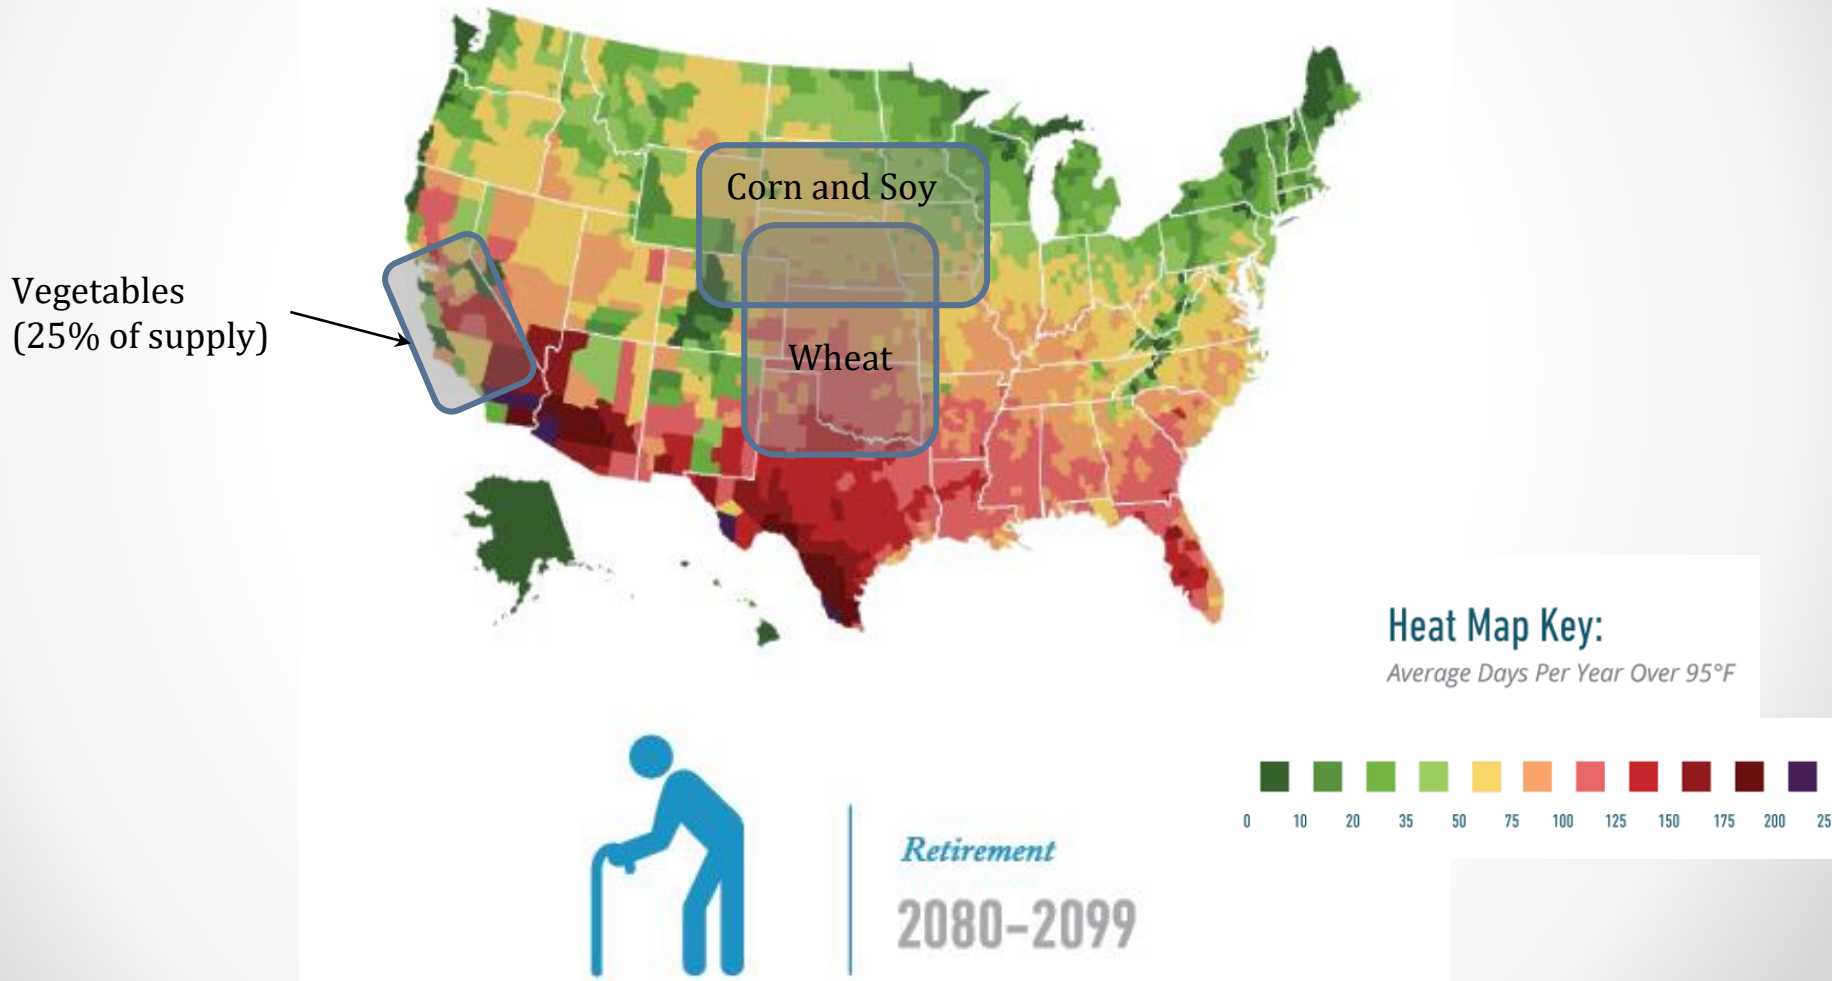 Corn and Soy
Vegetables
(25% of supply)
Wheat
Heat Map Key:
Average Days Per Year Over 95°F
0 10 20 35 50 75 100 125 150 175 200 25
Retirement
2080–2099